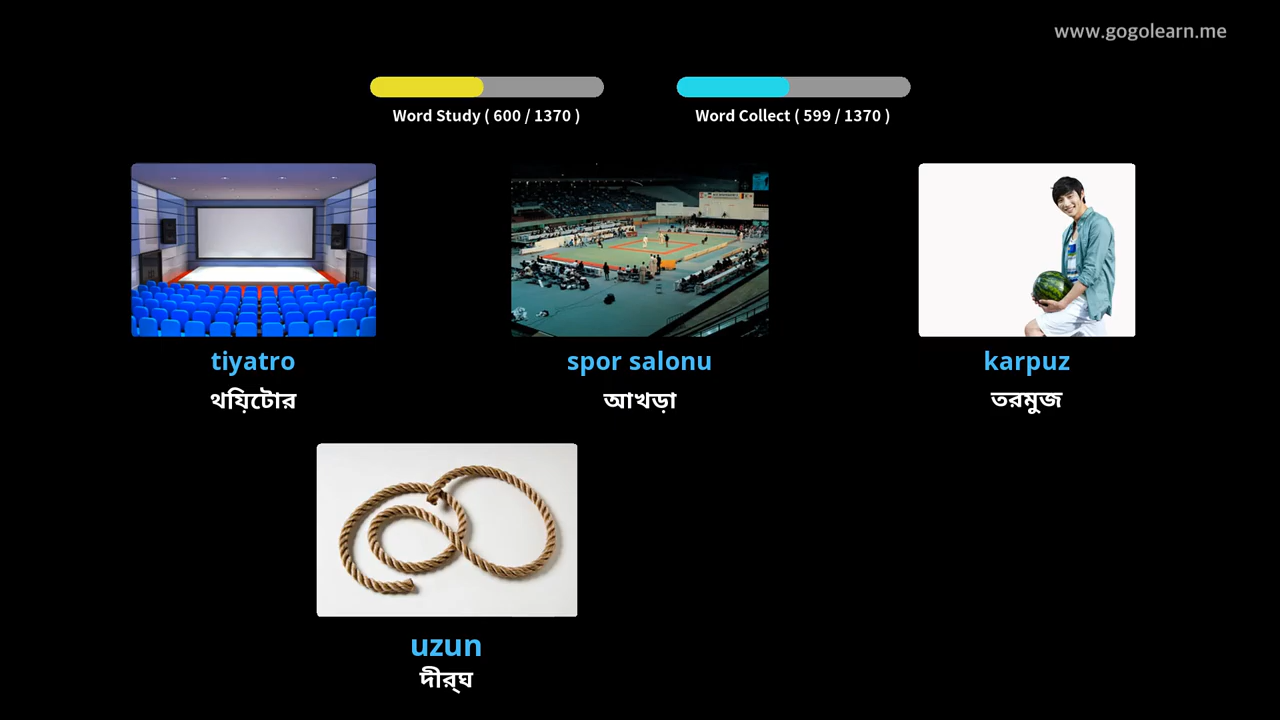 www.gogolearn.me
Word Study ( 600 / 1370 )
Word Collect ( 599 / 1370 )
tiyatro
spor salonu
karpuz
থিয়েটার
আখড়া
তরমুজ
uzun
দীর্ঘ